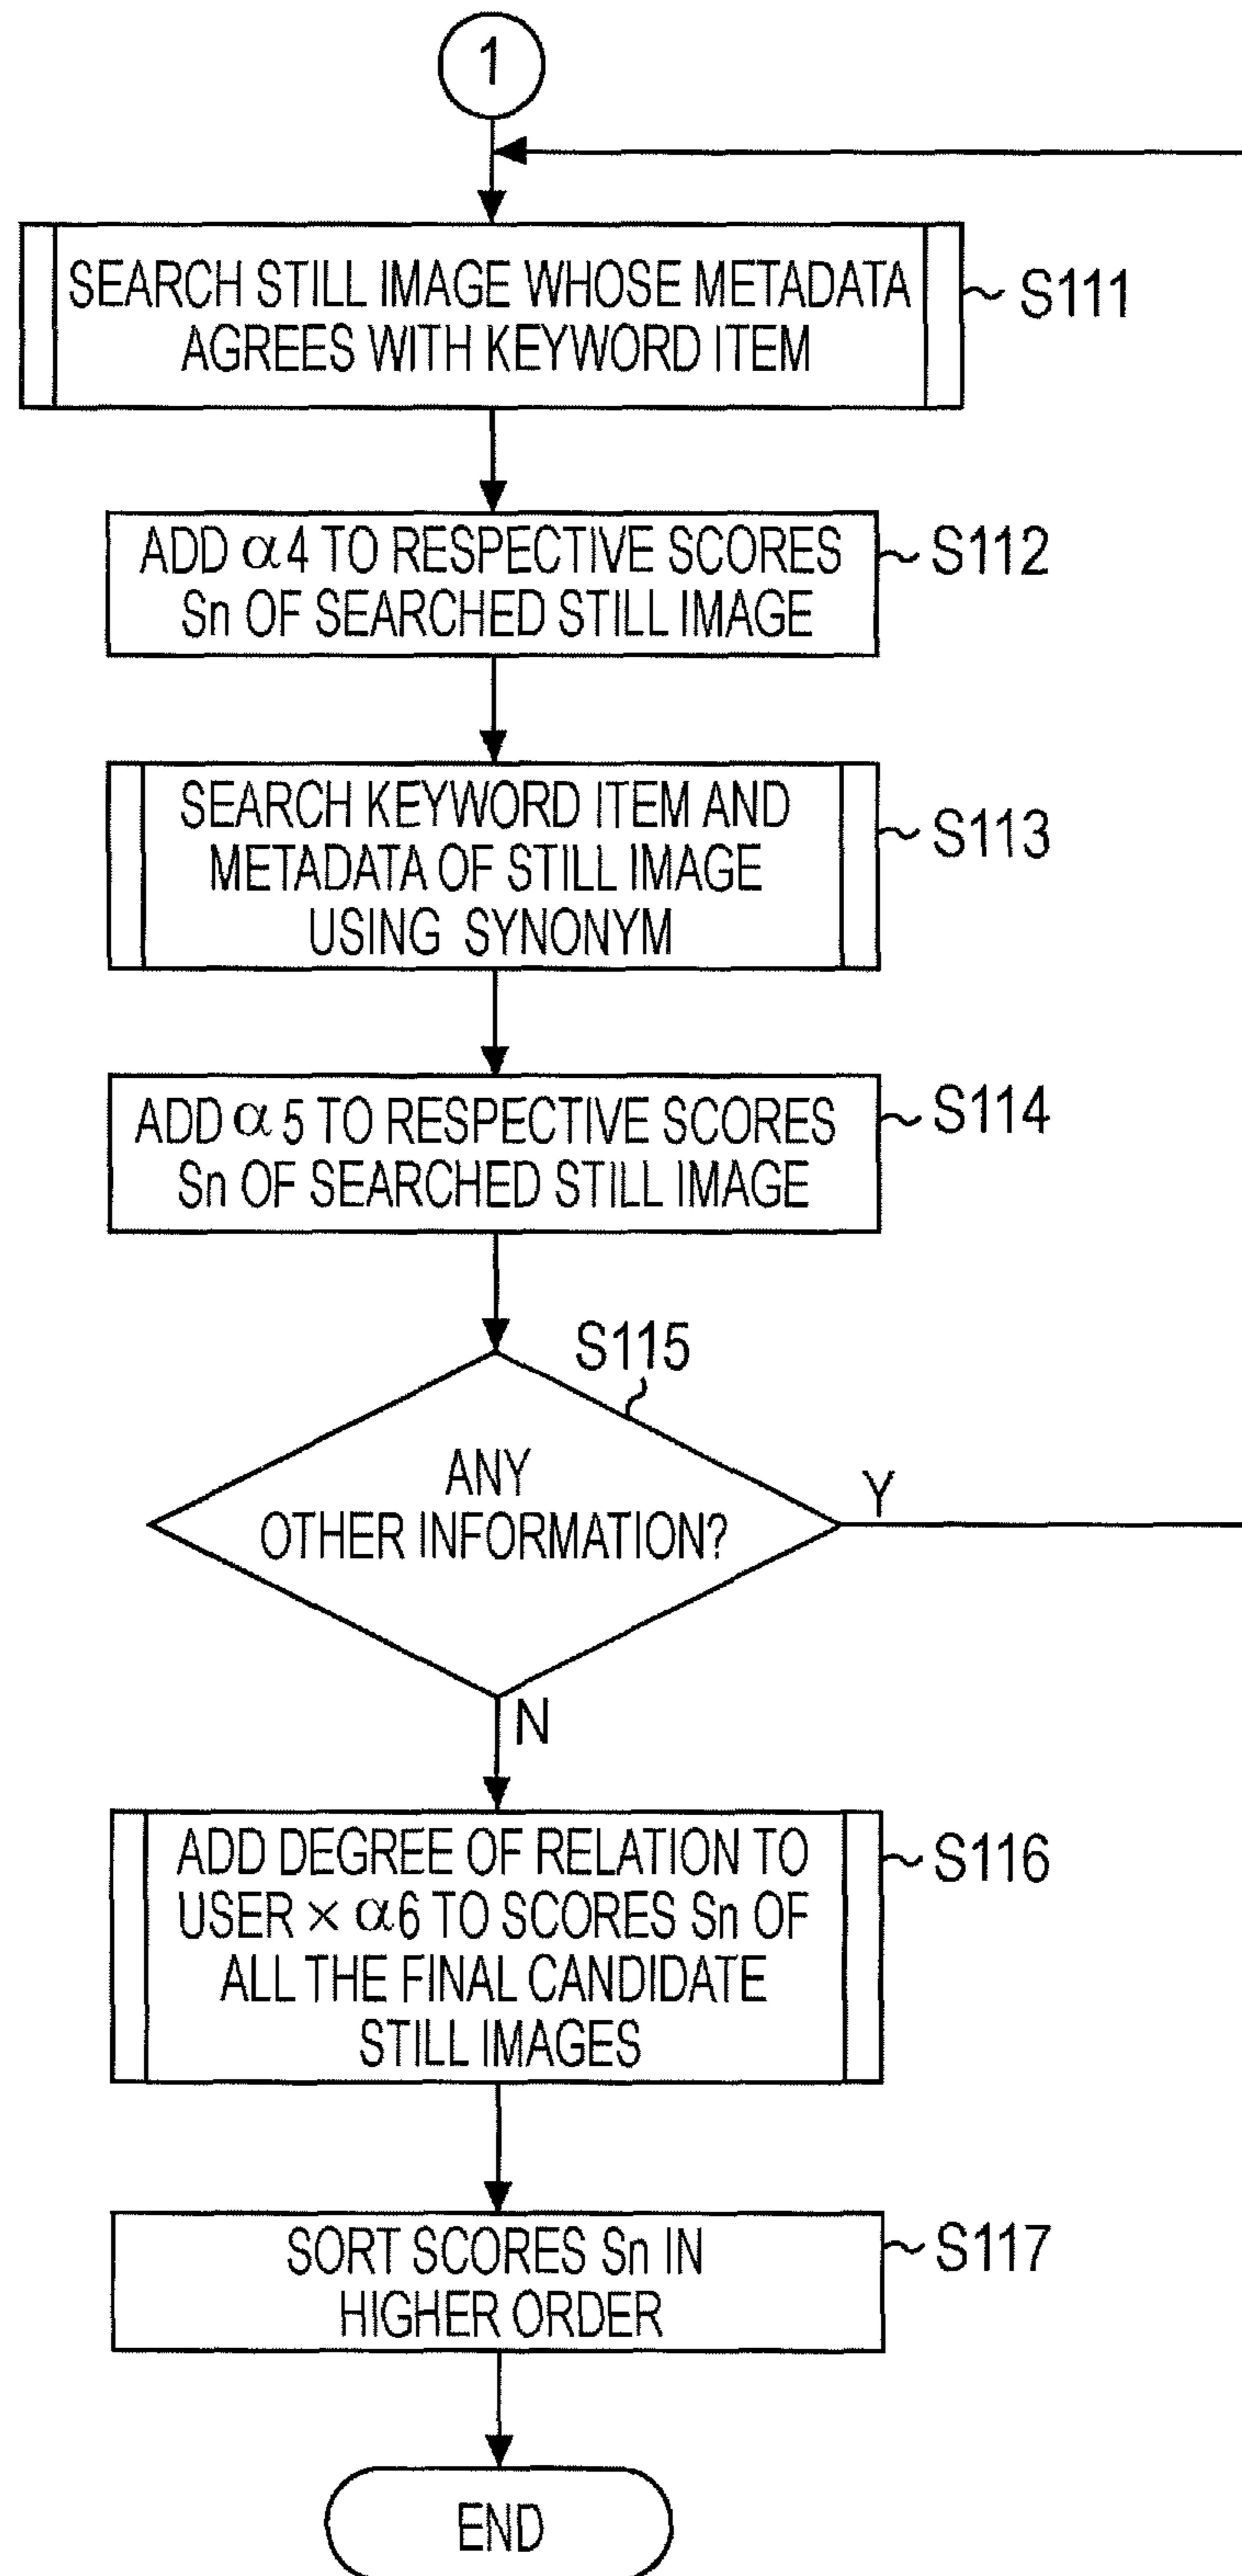 1
SEARCH STILL IMAGE WHOSE METADATA
AGREES WITH KEYWORD ITEM
S111
ADD α4 TO RESPECTIVE SCORES
Sn OF SEARCHED STILL IMAGE
S112
SEARCH KEYWORD ITEM AND
METADATA OF STILL IMAGE
USING SYNONYM
S113
ADD α5 TO RESPECTIVE SCORES
Sn OF SEARCHED STILL IMAGE
S114
S115
ANY
OTHER INFORMATION?
Y
N
ADD DEGREE OF RELATION TO
USER × α6 TO SCORES Sn OF
ALL THE FINAL CANDIDATE
STILL IMAGES
S116
SORT SCORES Sn IN
HIGHER ORDER
S117
END